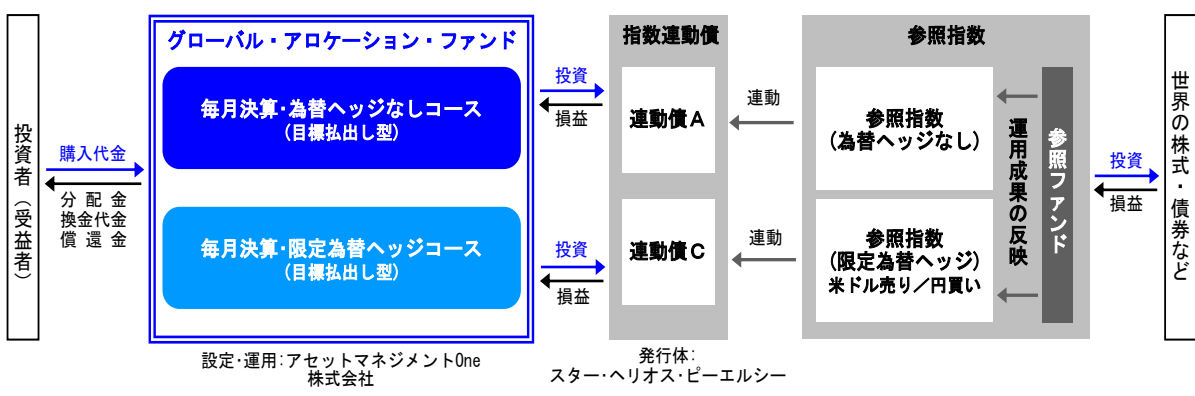 投資者（受益者）
購入代金
分配金
換金代金
償還金
グローバル・アロケーション・ファンド
毎月決算・為替ヘッジなしコース
(目標払出し型)
毎月決算・限定為替ヘッジコース
(目標払出し型)
設定・運用：アセットマネジメントOne
株式会社
投資
損益
投資
損益
指数連動債
連動債A
連動債C
発行体：
スター・ヘリオス・ピーエルシー
連動
連動
参照指数
参照指数
(為替ヘッジなし)
参照指数
(限定為替ヘッジ)
米ドル売り／円買い
運用成果の反映
参照ファンド
投資
損益
世界の株式・債券など